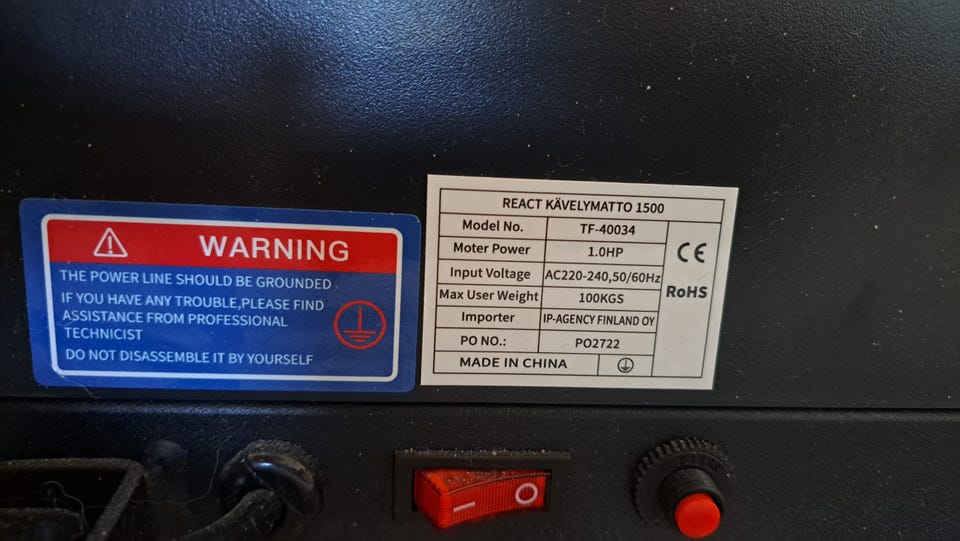 WARNING
THE POWER LINE SHOULD BE GROUNDED
IF YOU HAVE ANY TROUBLE,PLEASE FIND
ASSISTANCE FROM PROFESSIONAL
TECHNICIST
DO NOT DISASSEMBLE IT BY YOURSELF
REACT KÄVELYMATTO 1500
Model No. TF-40034
Moter Power 1.0HP
Input Voltage AC220-240,50/60Hz
Max User Weight 100KGS
Importer IP-AGENCY FINLAND OY
PO NO.: PO2722
MADE IN CHINA
CE
RoHS